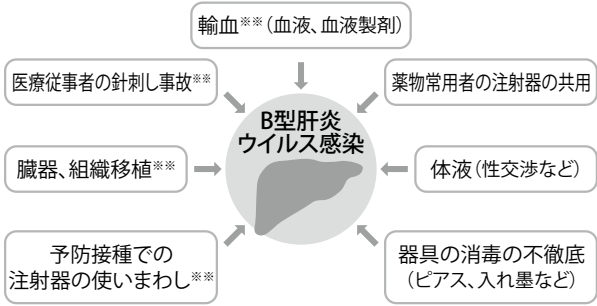 輸血※※（血液、血液製剤）
医療従事者の針刺し事故※※
薬物常用者の注射器の共用
B型肝炎
ウイルス感染
臓器、組織移植※※
体液（性交渉など）
予防接種での
注射器の使いまわし※※
器具の消毒の不徹底
（ピアス、入れ墨など）